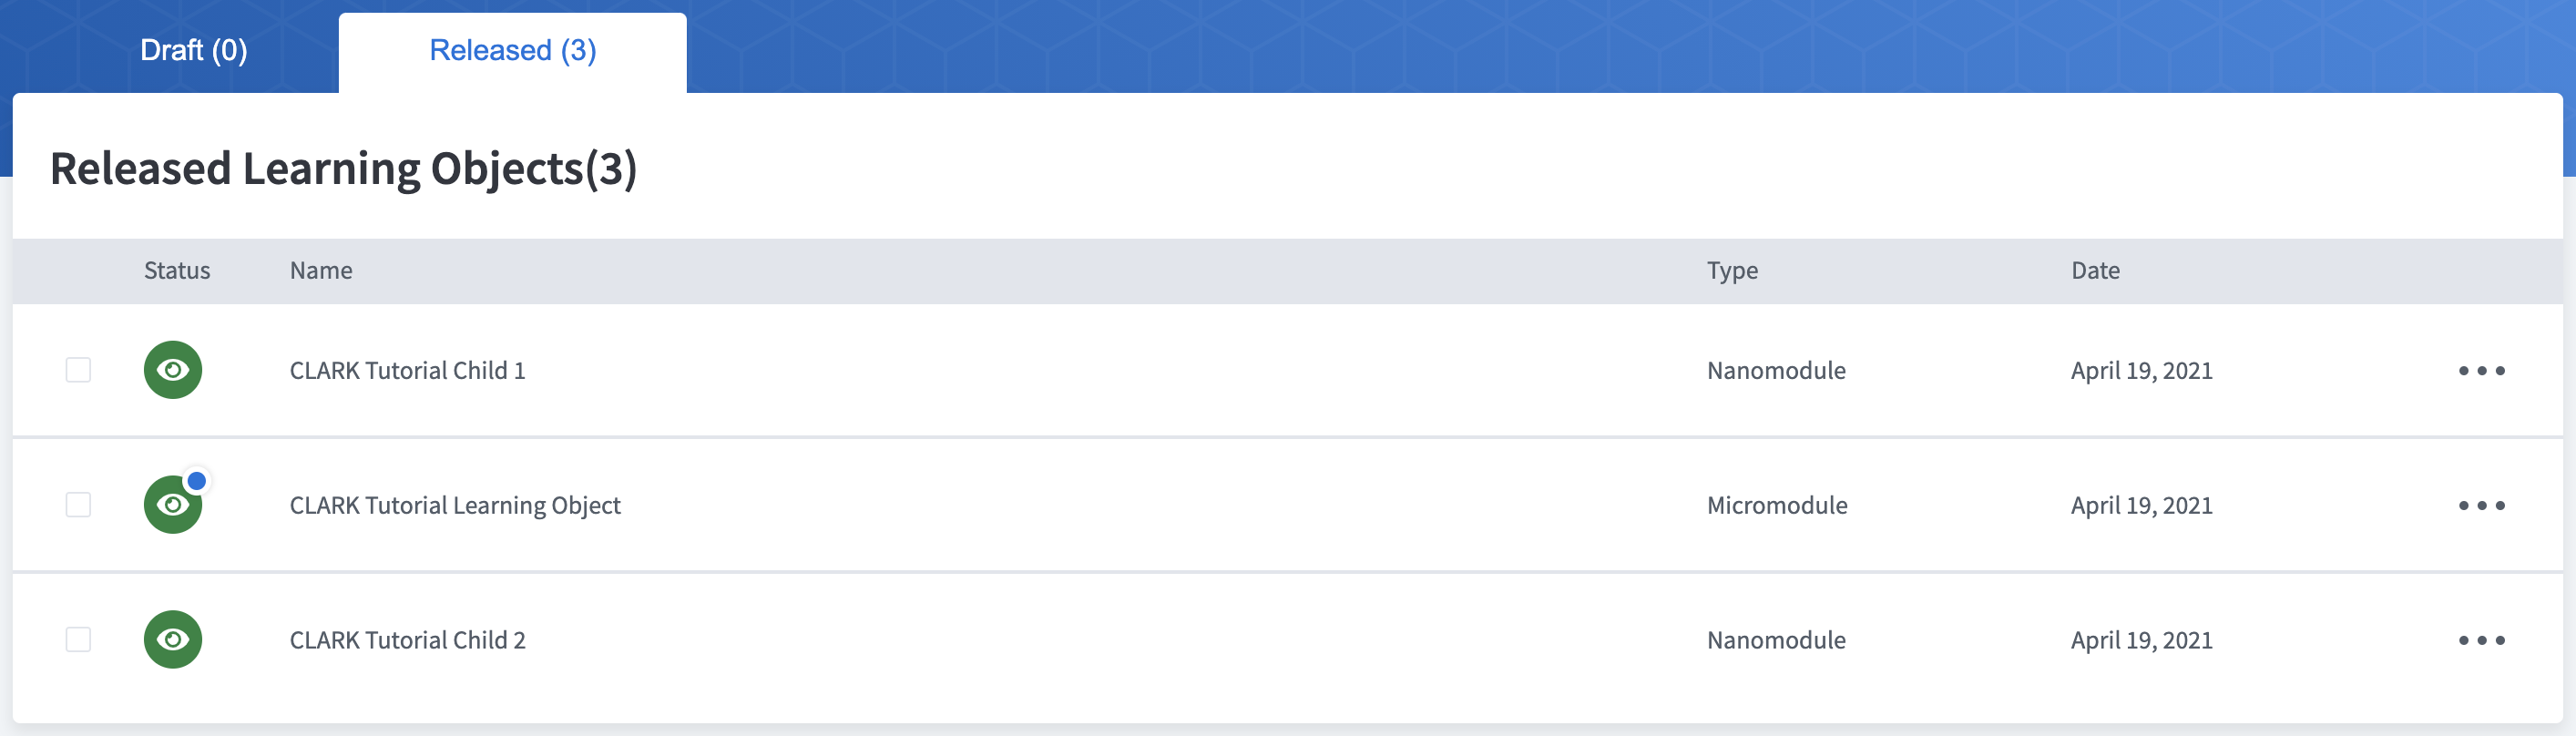 Draft (0)
Released (3)
Released Learning Objects(3)
Status Name Type Date
CLARK Tutorial Child 1 Nanomodule April 19, 2021
CLARK Tutorial Learning Object Micromodule April 19, 2021
CLARK Tutorial Child 2 Nanomodule April 19, 2021